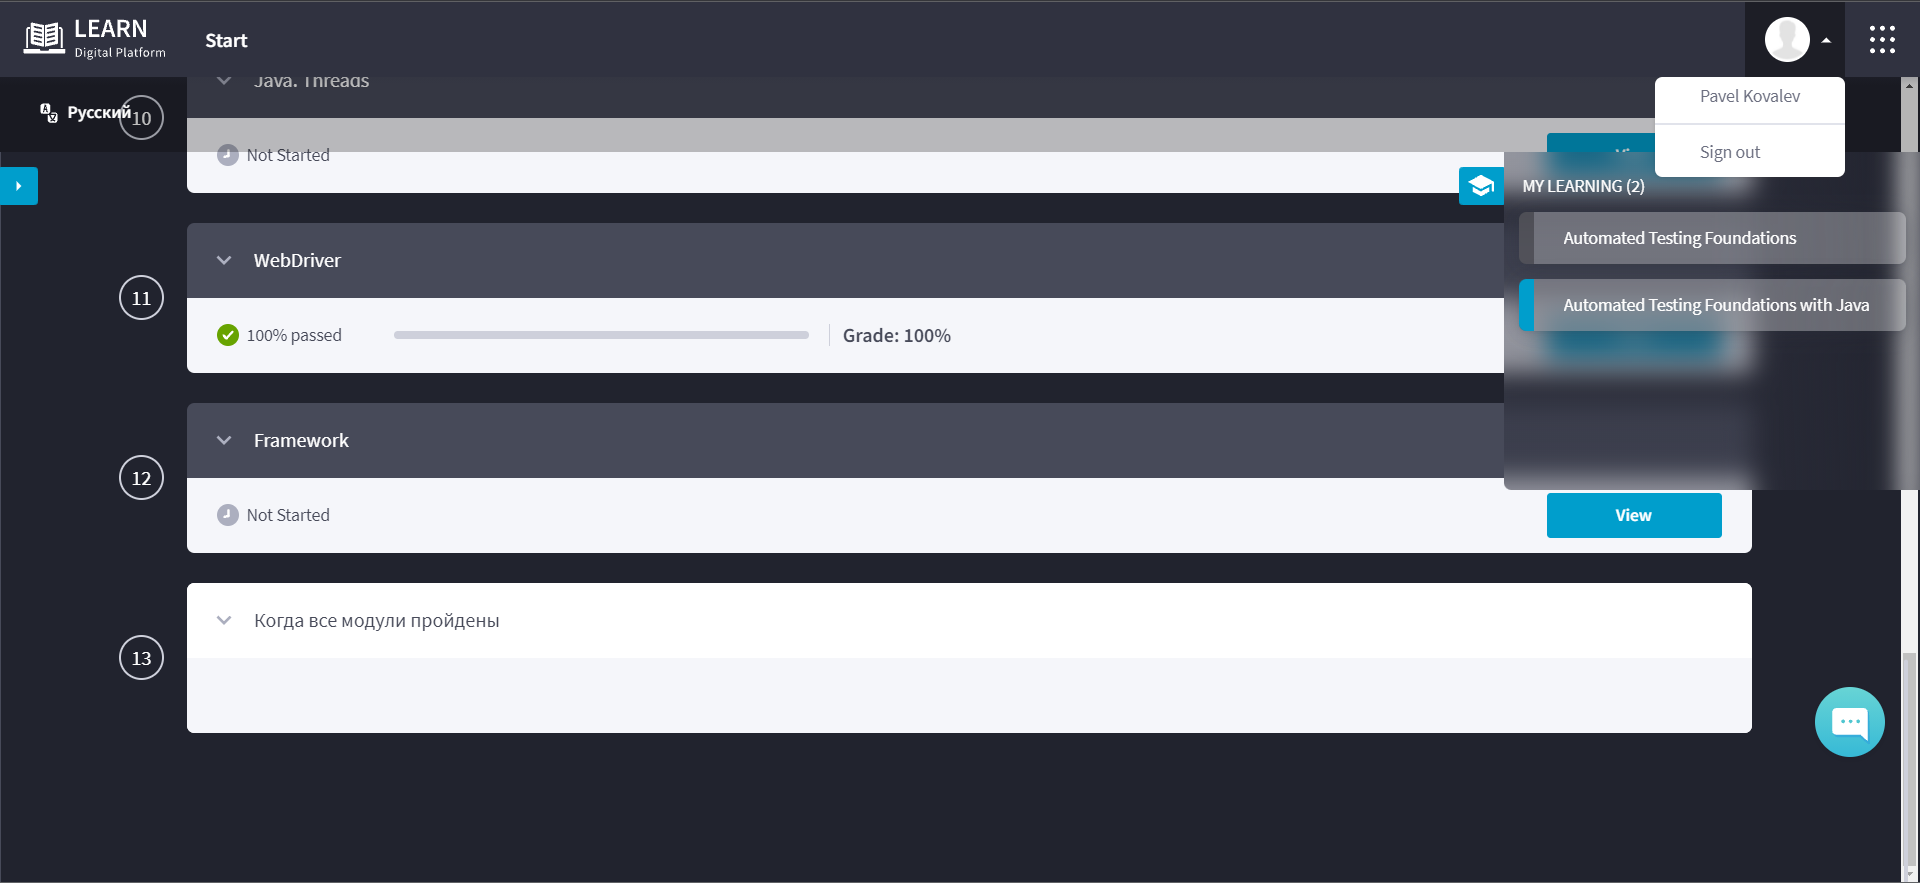 LEARN
Digital Platform
Start
Java. Threads
Pavel Kovalev
Русский
10
Not Started
Sign out
MY LEARNING (2)
Automated Testing Foundations
WebDriver
11
Automated Testing Foundations with Java
100% passed
Grade: 100%
Framework
12
Not Started
View
Когда все модули пройдены
13